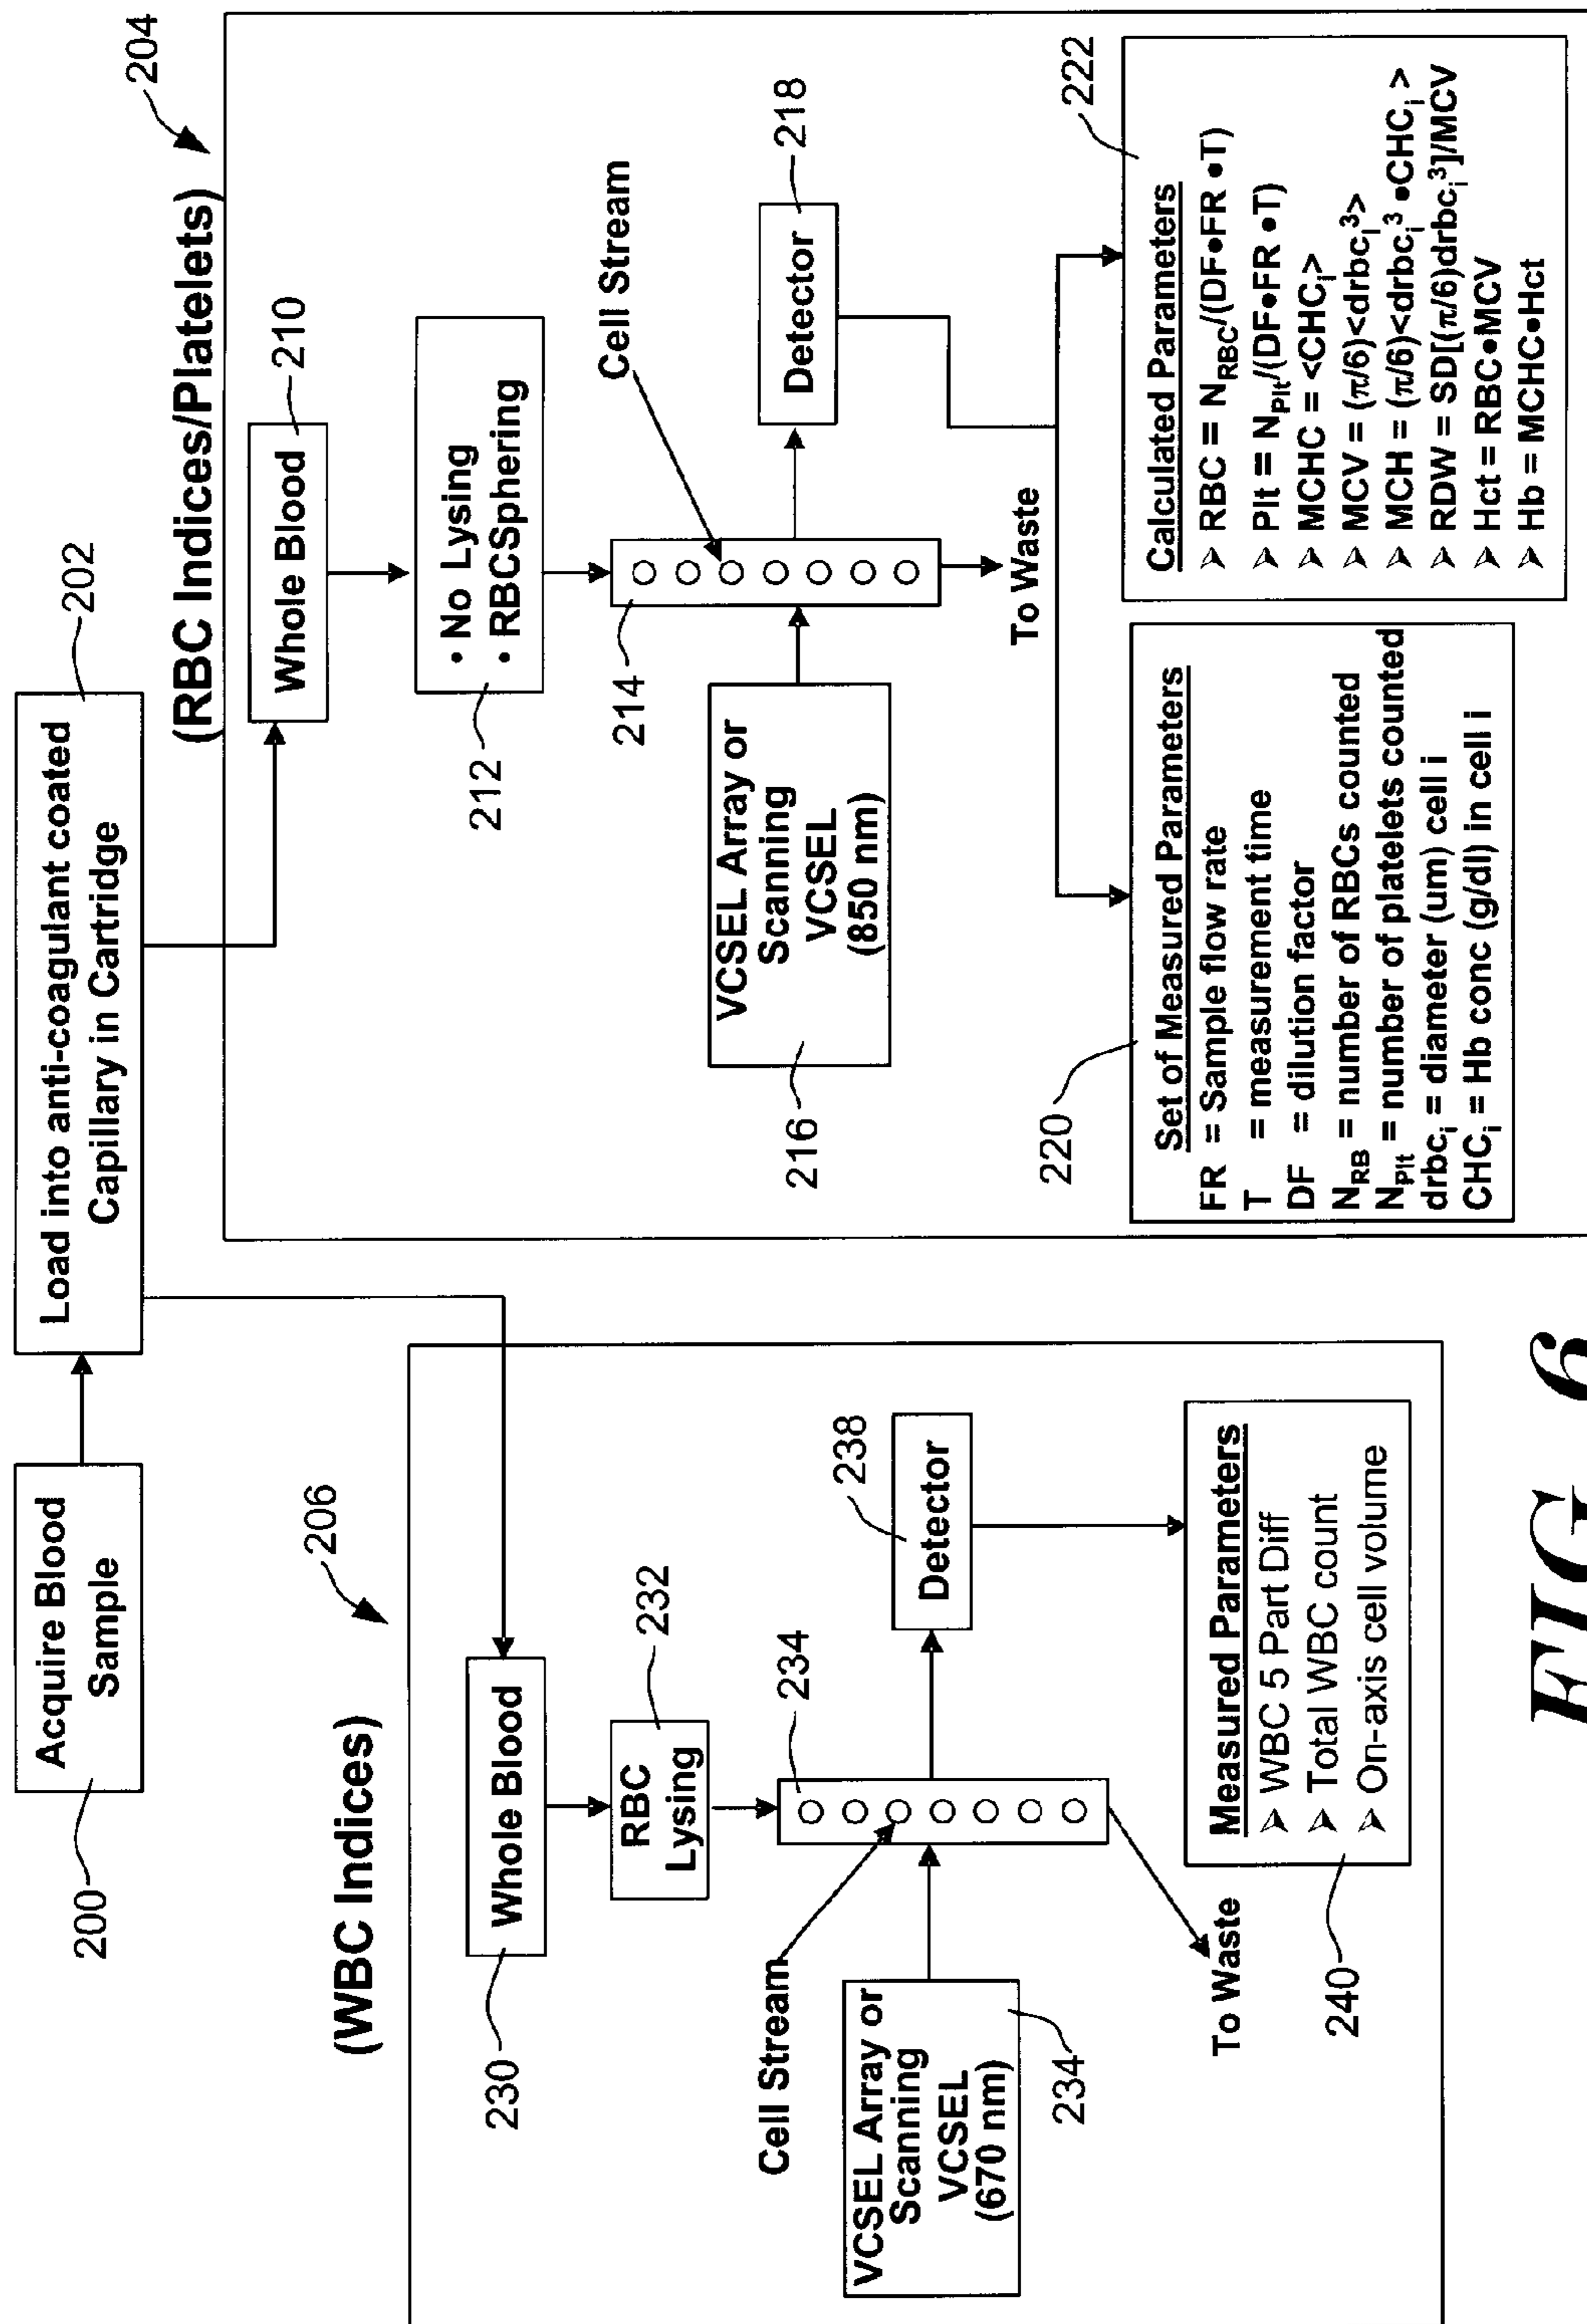 200
Acquire Blood
Sample
Load into anti-coagulant coated
Capillary in Cartridge
202
(WBC Indices)
206
230
Whole Blood
RBC
Lysing
232
234
Cell Stream
VCSEL Array or
Scanning
VCSEL
(670 nm)
234
Detector
238
To Waste
240
Measured Parameters
➢ WBC 5 Part Diff
➢ Total WBC count
➢ On-axis cell volume
(RBC Indices/Platelets)
204
Whole Blood
210
• No Lysing
• RBCSphering
212
214
Cell Stream
VCSEL Array or
Scanning
VCSEL
(850 nm)
216
Detector
218
To Waste
220
Set of Measured Parameters
FR = Sample flow rate
T = measurement time
DF = dilution factor
N_RB = number of RBCs counted
N_Plt = number of platelets counted
drbc_i = diameter (um) cell i
CHC_i = Hb conc (g/dl) in cell i
222
Calculated Parameters
➢ RBC = N_RBC/(DF•FR •T)
➢ Plt = N_Plt/(DF•FR •T)
➢ MCHC = <CHC_i>
➢ MCV = (π/6)<drbc_i³>
➢ MCH = (π/6)<drbc_i³ •CHC_i >
➢ RDW = SD[(π/6)drbc_i³]/MCV
➢ Hct = RBC•MCV
➢ Hb = MCHC•Hct
FIG 6